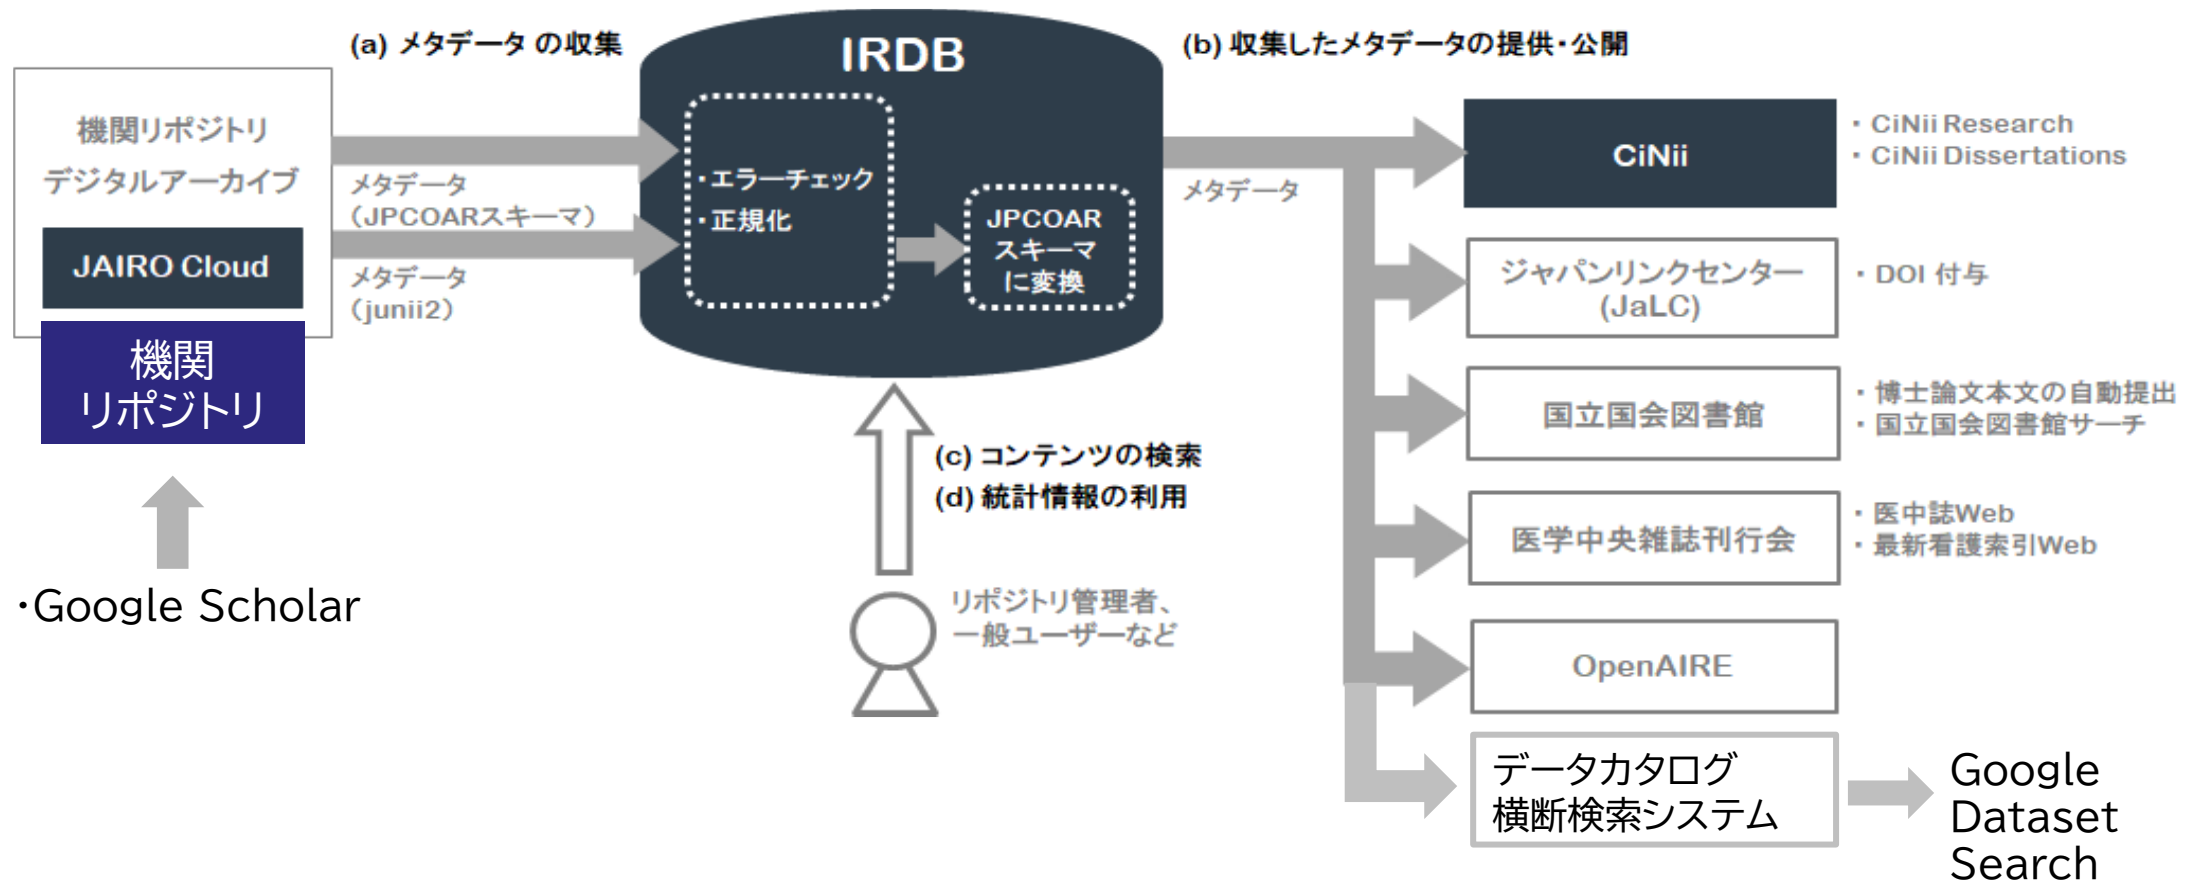 (a) メタデータ の収集
IRDB
(b) 収集したメタデータの提供・公開
機関リポジトリ
デジタルアーカイブ
JAIRO Cloud
機関
リポジトリ
・Google Scholar
メタデータ
（JPCOARスキーマ）
メタデータ
（junii2）
・エラーチェック
・正規化
JPCOAR
スキーマ
に変換
(c) コンテンツの検索
(d) 統計情報の利用
リポジトリ管理者、
一般ユーザーなど
メタデータ
CiNii
・ CiNii Research
・ CiNii Dissertations
ジャパンリンクセンター
(JaLC)
・ DOI 付与
国立国会図書館
・ 博士論文本文の自動提出
・ 国立国会図書館サーチ
医学中央雑誌刊行会
・ 医中誌Web
・ 最新看護索引Web
OpenAIRE
データカタログ
横断検索システム
Google
Dataset
Search